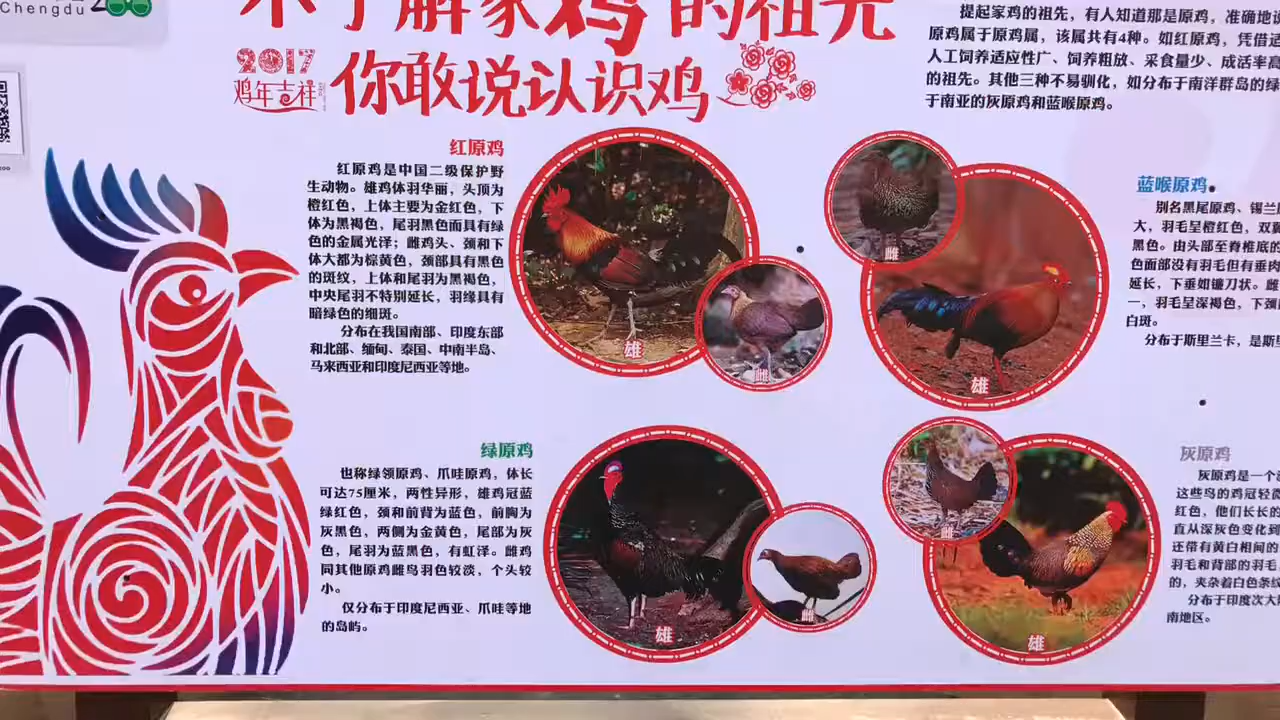 Chengdu
不了解家鸡的祖先
你敢说认识鸡
2017
鸡年吉祥
提起家鸡的祖先，有人知道那是原鸡，准确地说
原鸡属于原鸡属，该属共有4种。如红原鸡，凭借适
人工饲养适应性广、饲养粗放、采食量少、成活率高
的祖先。其他三种不易驯化，如分布于南洋群岛的绿
于南亚的灰原鸡和蓝喉原鸡。
红原鸡
红原鸡是中国二级保护野
生动物。雄鸡体羽华丽，头顶为
橙红色，上体主要为金红色，下
体为黑褐色，尾羽黑色而具有绿
色的金属光泽；雌鸡头、颈和下
体大都为棕黄色，颈部具有黑色
的斑纹，上体和尾羽为黑褐色，
中央尾羽不特别延长，羽缘具有
暗绿色的细斑。
分布在我国南部、印度东部
和北部、缅甸、泰国、中南半岛、
马来西亚和印度尼西亚等地。
雄
雌
雌
雄
蓝喉原鸡
别名黑尾原鸡、锡兰
大，羽毛呈橙红色，双翼
黑色。由头部至脊椎底的
色面部没有羽毛但有垂肉
延长，下垂如镰刀状。雌
一，羽毛呈深褐色，下颈
白斑。
分布于斯里兰卡，是斯里
绿原鸡
也称绿领原鸡、爪哇原鸡，体长
可达75厘米，两性异形，雄鸡冠蓝
绿红色，颈和前背为蓝色，前胸为
灰黑色，两侧为金黄色，尾部为灰
色，尾羽为蓝黑色，有虹泽。雌鸡
同其他原鸡雌鸟羽色较淡，个头较
小。
仅分布于印度尼西亚、爪哇等地
的岛屿。
雄
雌
雌
雄
灰原鸡
灰原鸡是一个
这些鸟的鸡冠轻
红色，他们长长的
直从深灰色变化到
还带有黄白相间的
羽毛和背部的羽毛
的，夹杂着白色条纹
分布于印度次大陆
南地区。